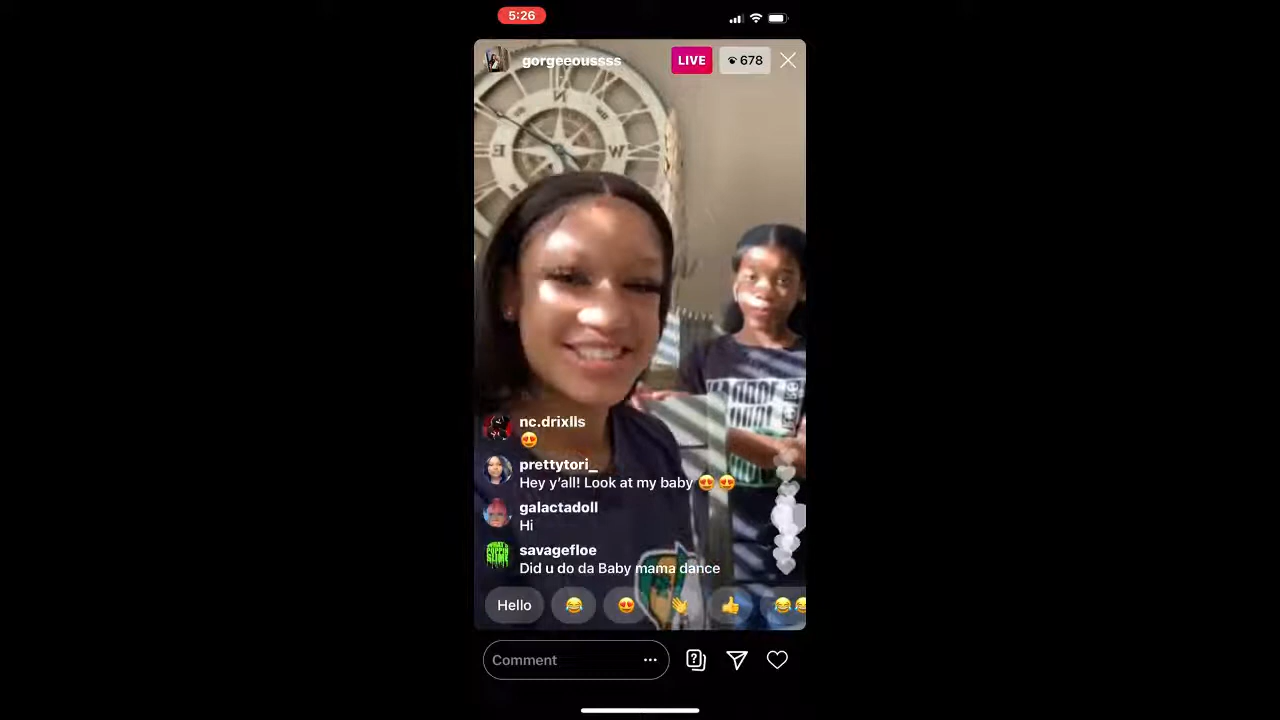 5:26
gorgeeoussss
LIVE
678
N
E
W
nc.drixlls
😍
prettytori_
Hey y'all! Look at my baby 😍 😍
galactadoll
Hi
savagefloe
Did u do da Baby mama dance
Hello 😂 😍 👏 👍 😂😂
Comment